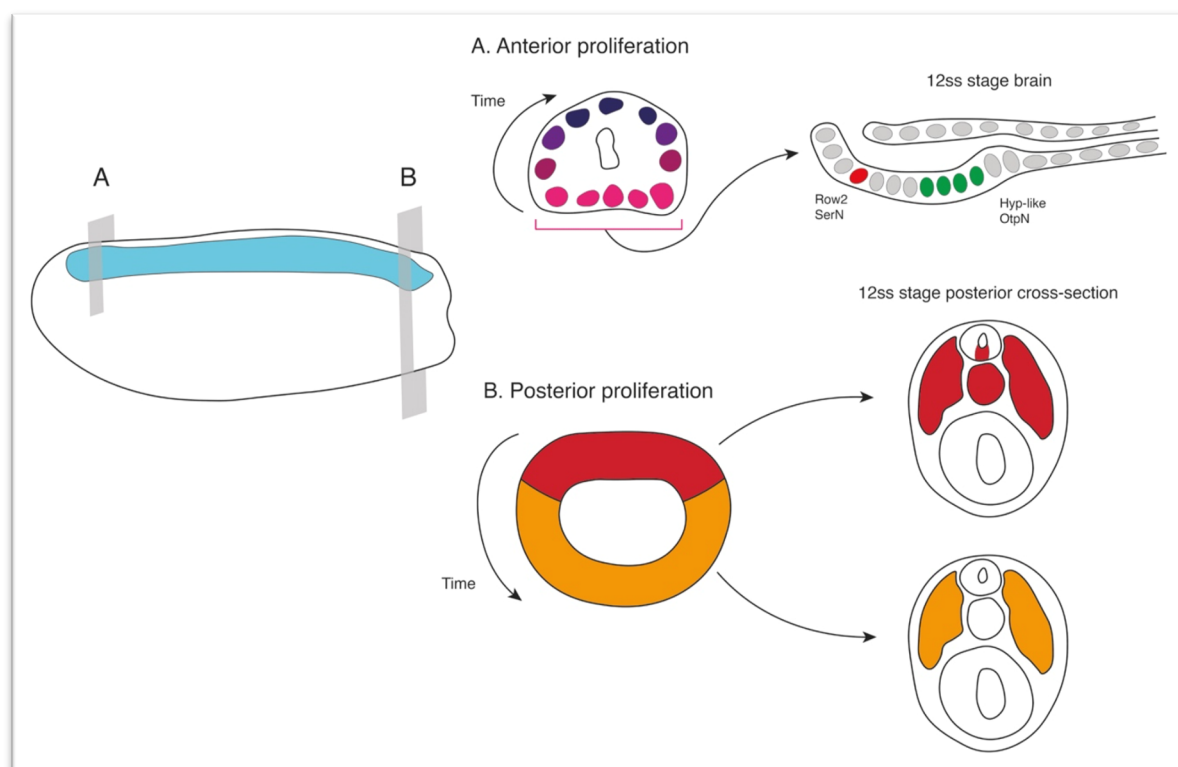 A. Anterior proliferation
Time
12ss stage brain
Row2
SerN
Hyp-like
OtpN
A
B
12ss stage posterior cross-section
B. Posterior proliferation
Time